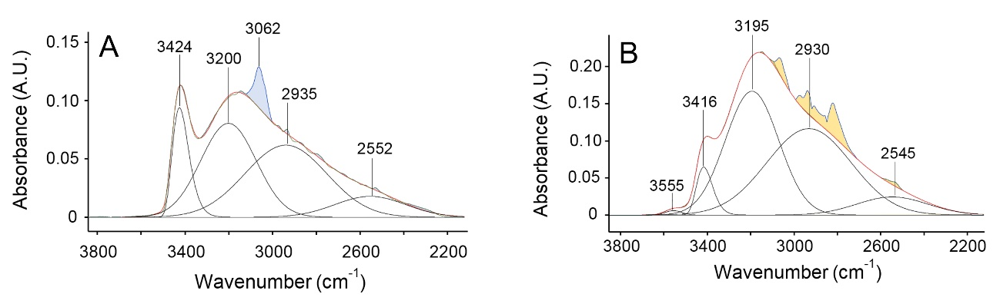 A
3062
3424
3200
2935
2552
0.15
0.10
0.05
0
Absorbance (A.U.)
3800 3400 3000 2600 2200
Wavenumber (cm⁻¹)
B
3195
2930
3416
3555
2545
0.20
0.15
0.10
0.05
0
Absorbance (A.U.)
3800 3400 3000 2600 2200
Wavenumber (cm⁻¹)